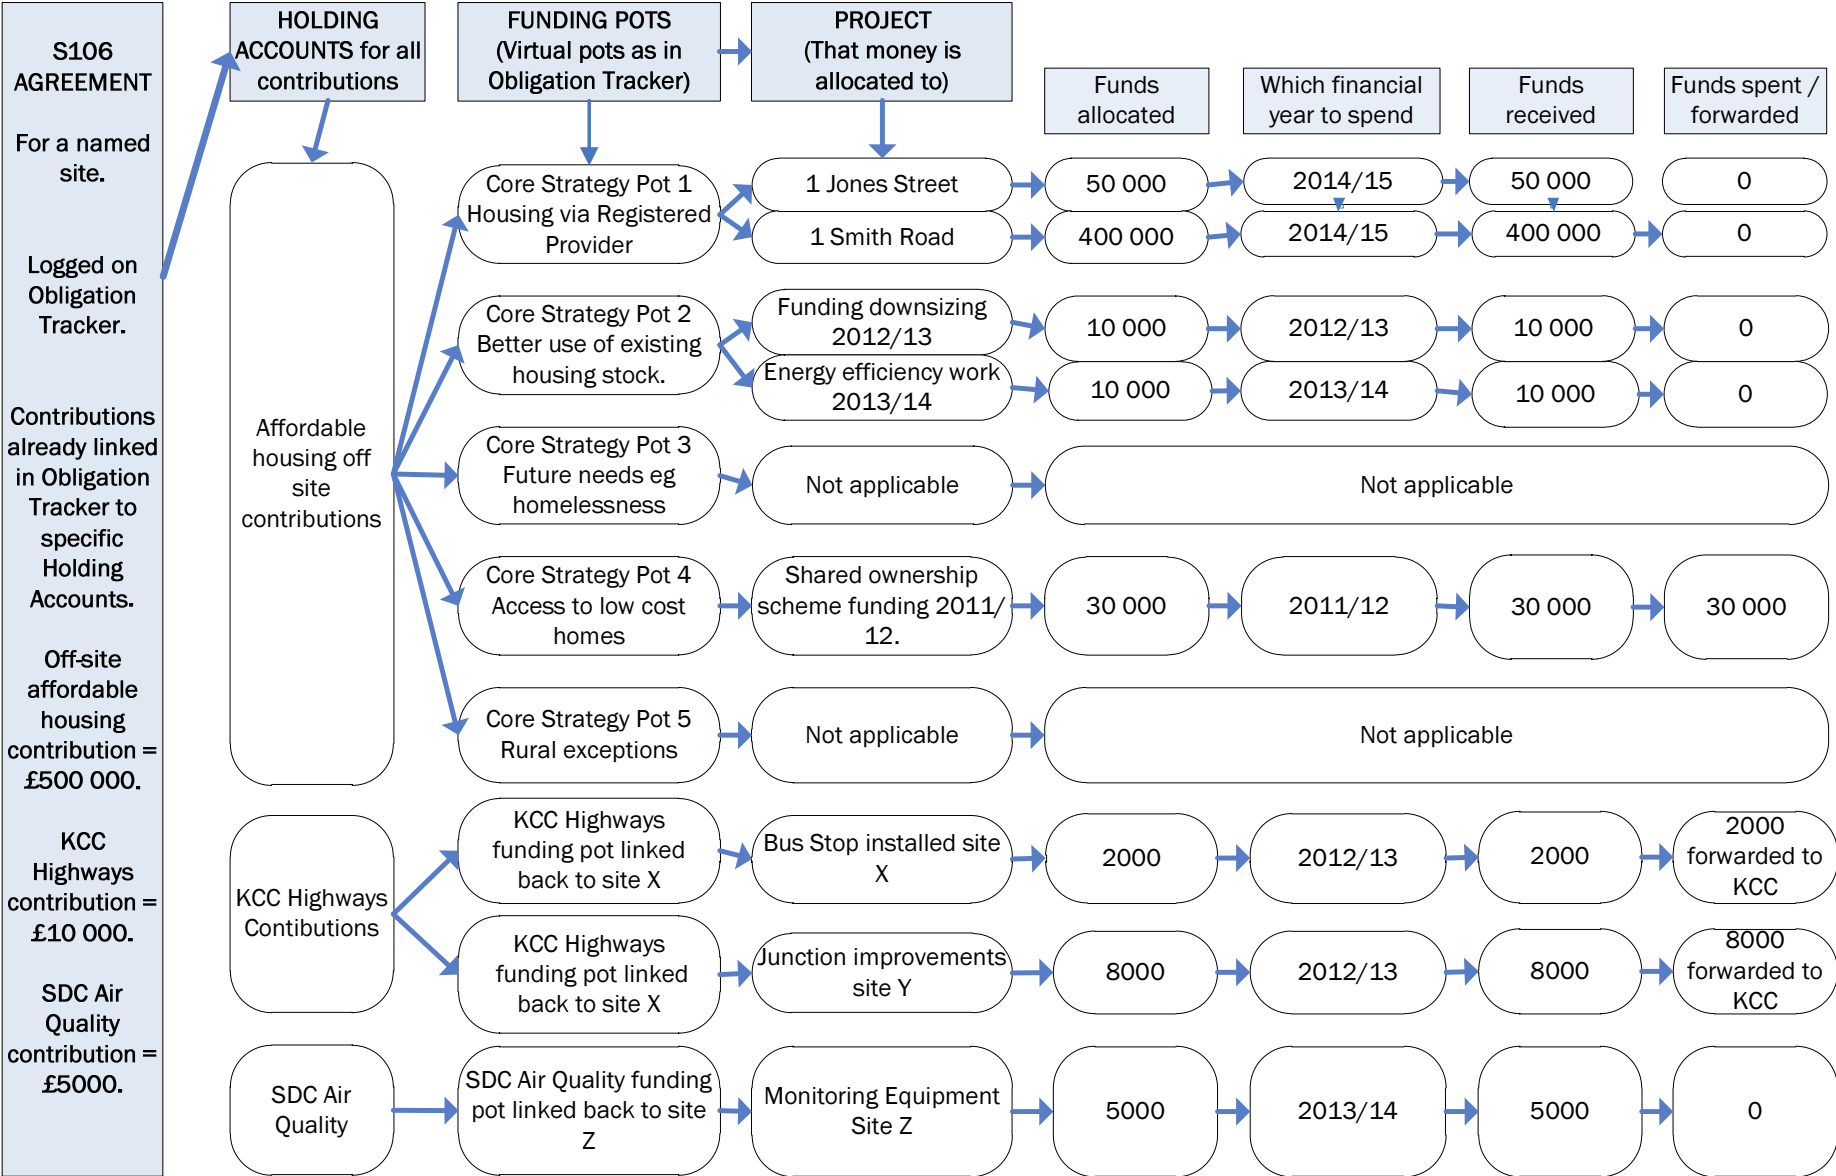 S106
AGREEMENT
For a named
site.
Logged on
Obligation
Tracker.
Contributions
already linked
in Obligation
Tracker to
specific
Holding
Accounts.
Off-site
affordable
housing
contribution =
£500 000.
KCC
Highways
contribution =
£10 000.
SDC Air
Quality
contribution =
£5000.
HOLDING
ACCOUNTS for all
contributions
FUNDING POTS
(Virtual pots as in
Obligation Tracker)
PROJECT
(That money is
allocated to)
Funds
allocated
Which financial
year to spend
Funds
received
Funds spent /
forwarded
Affordable
housing off
site
contributions
Core Strategy Pot 1
Housing via Registered
Provider
1 Jones Street
50 000
2014/15
50 000
0
1 Smith Road
400 000
2014/15
400 000
0
Core Strategy Pot 2
Better use of existing
housing stock.
Funding downsizing
2012/13
10 000
2012/13
10 000
0
Energy efficiency work
2013/14
10 000
2013/14
10 000
0
Core Strategy Pot 3
Future needs eg
homelessness
Not applicable
Not applicable
Core Strategy Pot 4
Access to low cost
homes
Shared ownership
scheme funding 2011/
12.
30 000
2011/12
30 000
30 000
Core Strategy Pot 5
Rural exceptions
Not applicable
Not applicable
KCC Highways
Contibutions
KCC Highways
funding pot linked
back to site X
Bus Stop installed site
X
2000
2012/13
2000
2000
forwarded to
KCC
KCC Highways
funding pot linked
back to site X
Junction improvements
site Y
8000
2012/13
8000
8000
forwarded to
KCC
SDC Air
Quality
SDC Air Quality funding
pot linked back to site
Z
Monitoring Equipment
Site Z
5000
2013/14
5000
0